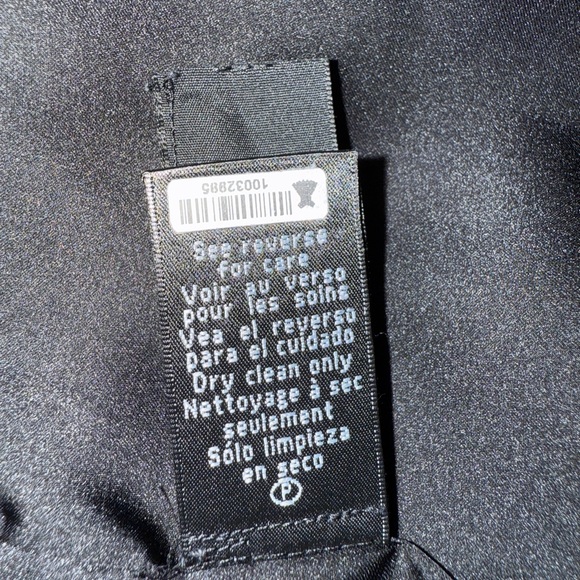 10032995
See reverse
for care
Voir au verso
pour les soins
Vea el reverso
para el cuidado
Dry clean only
Nettoyage à sec
seulement
Sólo limpieza
en seco
P